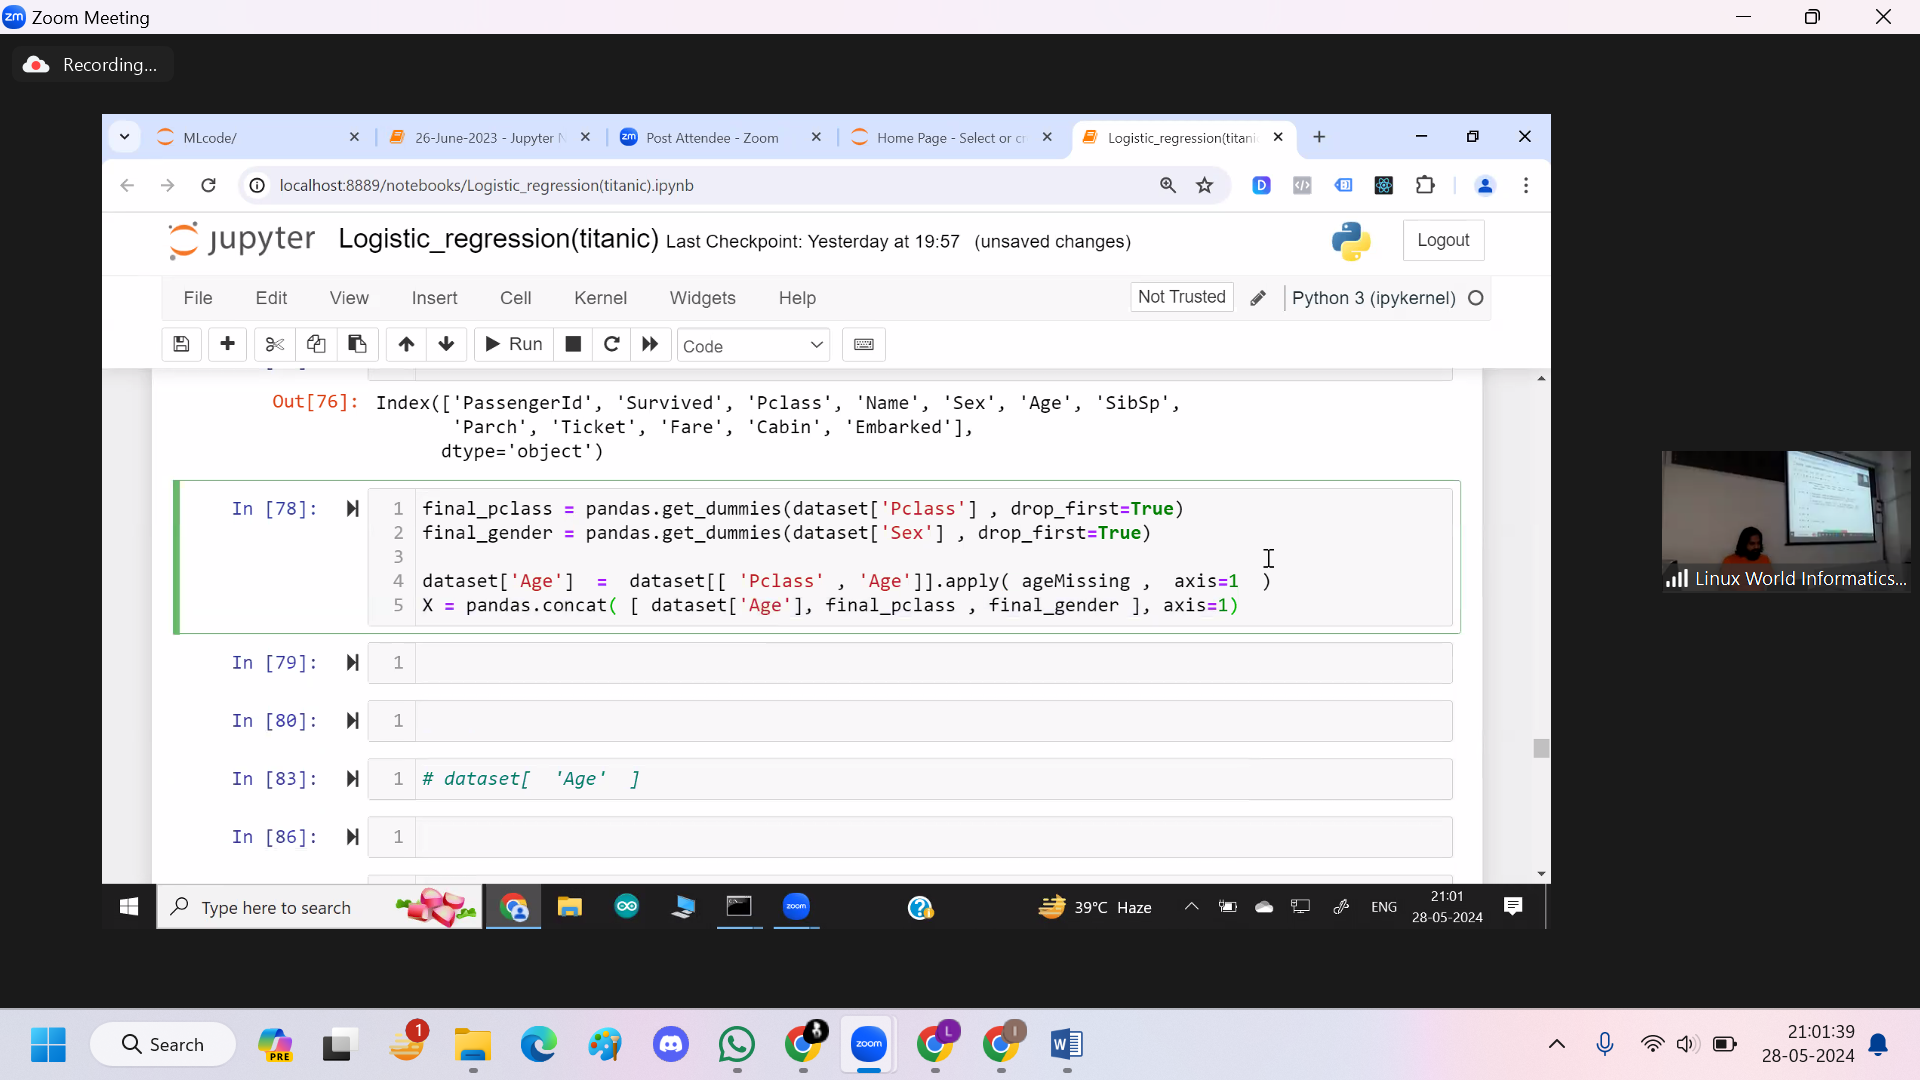 zm Zoom Meeting
Recording...
MLcode/
26-June-2023 - Jupyter N
zm Post Attendee - Zoom
Home Page - Select or cr
Logistic_regression(titani
localhost:8889/notebooks/Logistic_regression(titanic).ipynb
D
jupyter Logistic_regression(titanic) Last Checkpoint: Yesterday at 19:57 (unsaved changes)
Logout
File Edit View Insert Cell Kernel Widgets Help
Not Trusted
Python 3 (ipykernel)
Run
Code
Out[76]: Index(['PassengerId', 'Survived', 'Pclass', 'Name', 'Sex', 'Age', 'SibSp',
'Parch', 'Ticket', 'Fare', 'Cabin', 'Embarked'],
dtype='object')
In [78]:
1 final_pclass = pandas.get_dummies(dataset['Pclass'] , drop_first=True)
2 final_gender = pandas.get_dummies(dataset['Sex'] , drop_first=True)
3
4 dataset['Age'] = dataset[[ 'Pclass' , 'Age']].apply( ageMissing , axis=1 )
5 X = pandas.concat( [ dataset['Age'], final_pclass , final_gender ], axis=1)
In [79]: 1
In [80]: 1
In [83]: 1 # dataset[ 'Age' ]
In [86]: 1
Linux World Informatics...
Type here to search
zoom
39°C Haze
ENG
21:01
28-05-2024
Search
PRE
1
zoom
L
I
W
21:01:39
28-05-2024